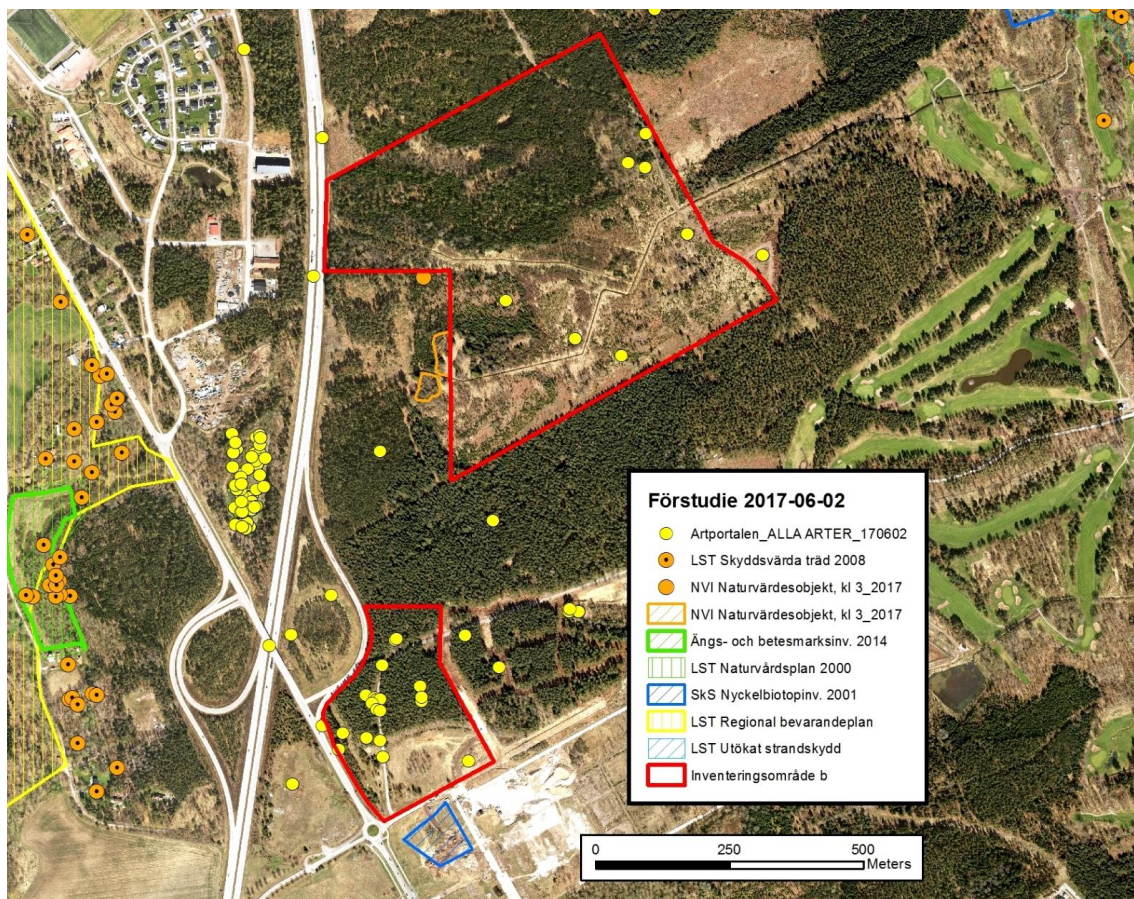 Förstudie 2017-06-02
Artportalen_ALLA ARTER_170602
LST Skyddsvärda träd 2008
NVI Naturvärdesobjekt, kl 3_2017
NVI Naturvärdesobjekt, kl 3_2017
Ängs- och betesmarksinv. 2014
LST Naturvårdsplan 2000
SkS Nyckelbiotopinv. 2001
LST Regional bevarandeplan
LST Utökat strandskydd
Inventeringsområde b
0 250 500
Meters